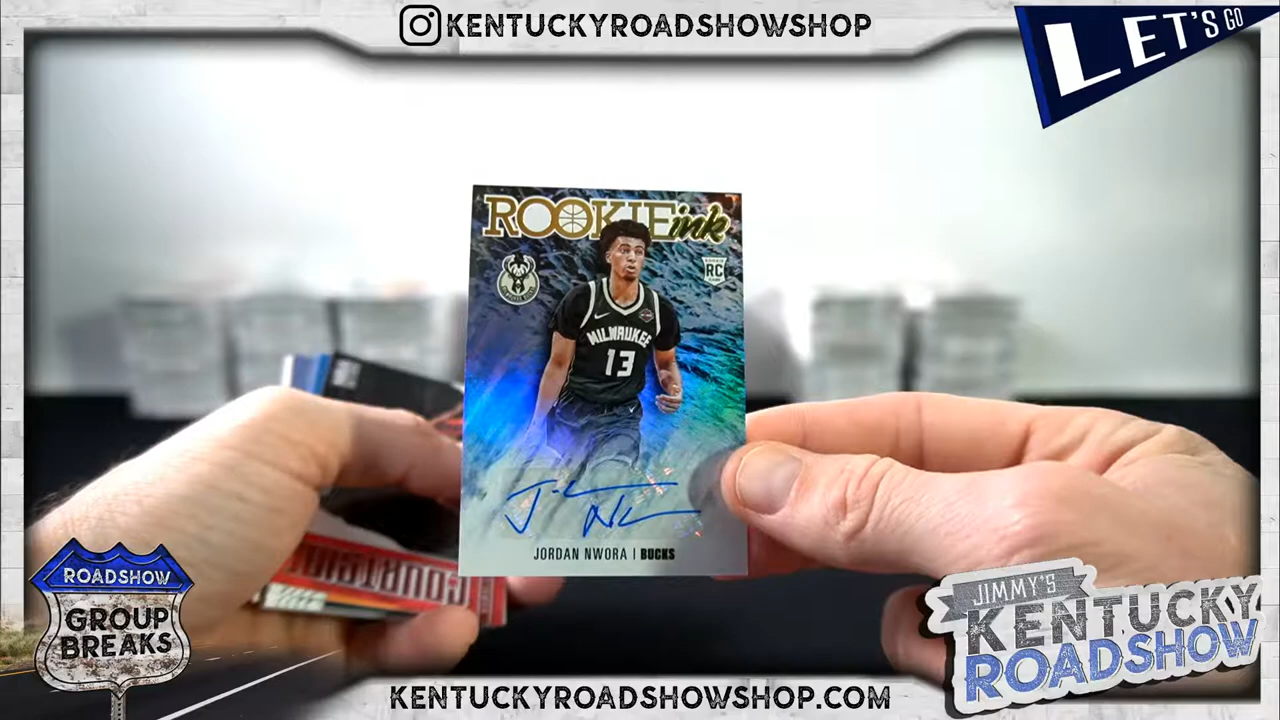 KENTUCKYROADSHOWSHOP
LET'S GO
ROOKIE ink
RC
MILWAUKEE
13
JORDAN NWORA | BUCKS
ROADSHOW
GROUP
BREAKS
JIMMY'S
KENTUCKY
ROADSHOW
KENTUCKYROADSHOWSHOP.COM